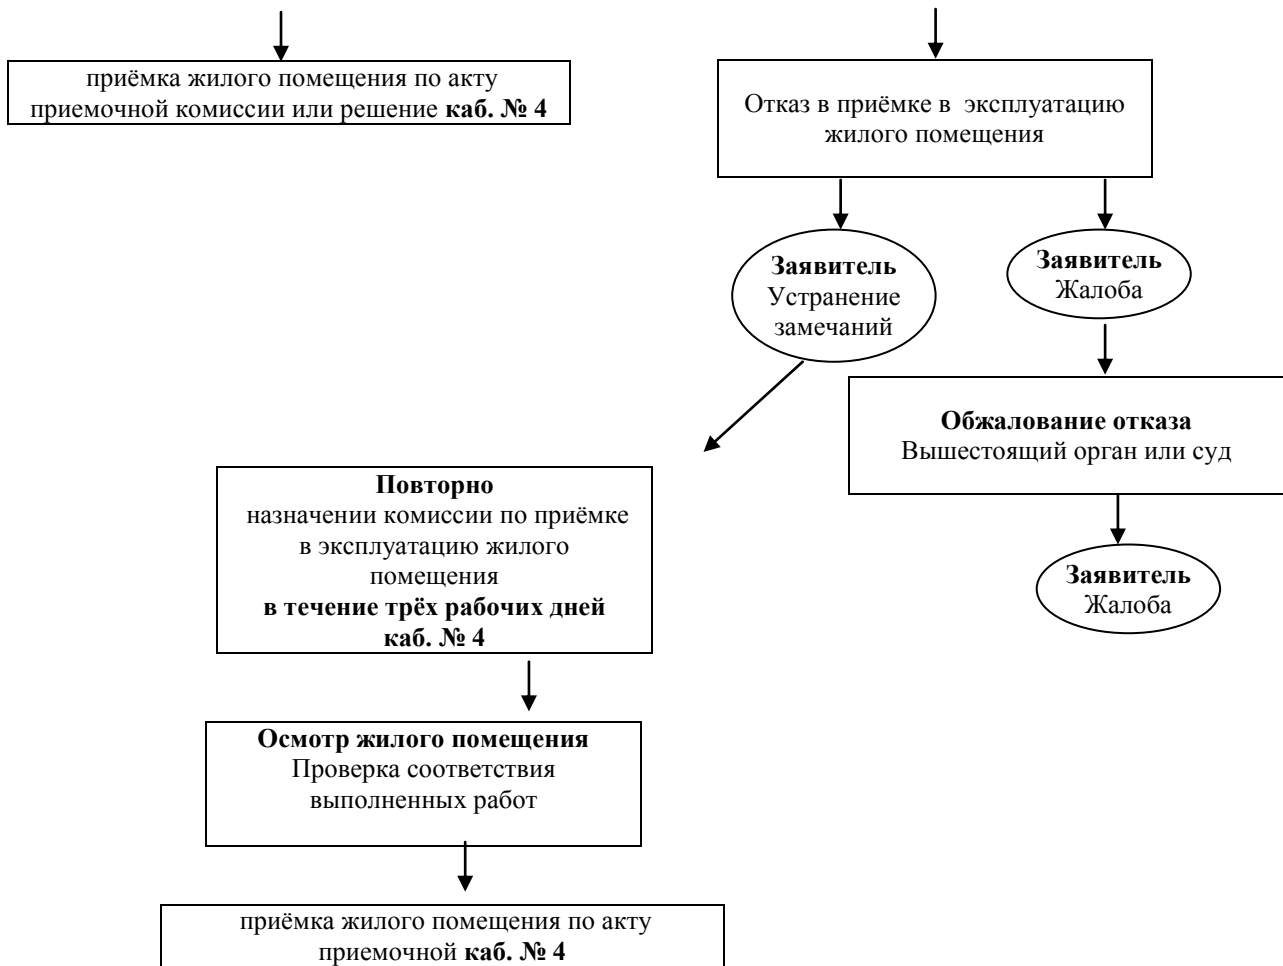 приёмка жилого помещения по акту
приемочной комиссии или решение каб. № 4
Отказ в приёмке в эксплуатацию
жилого помещения
Заявитель
Устранение
замечаний
Заявитель
Жалоба
Обжалование отказа
Вышестоящий орган или суд
Заявитель
Жалоба
Повторно
назначении комиссии по приёмке
в эксплуатацию жилого
помещения
в течение трёх рабочих дней
каб. № 4
Осмотр жилого помещения
Проверка соответствия
выполненных работ
приёмка жилого помещения по акту
приемочной каб. № 4